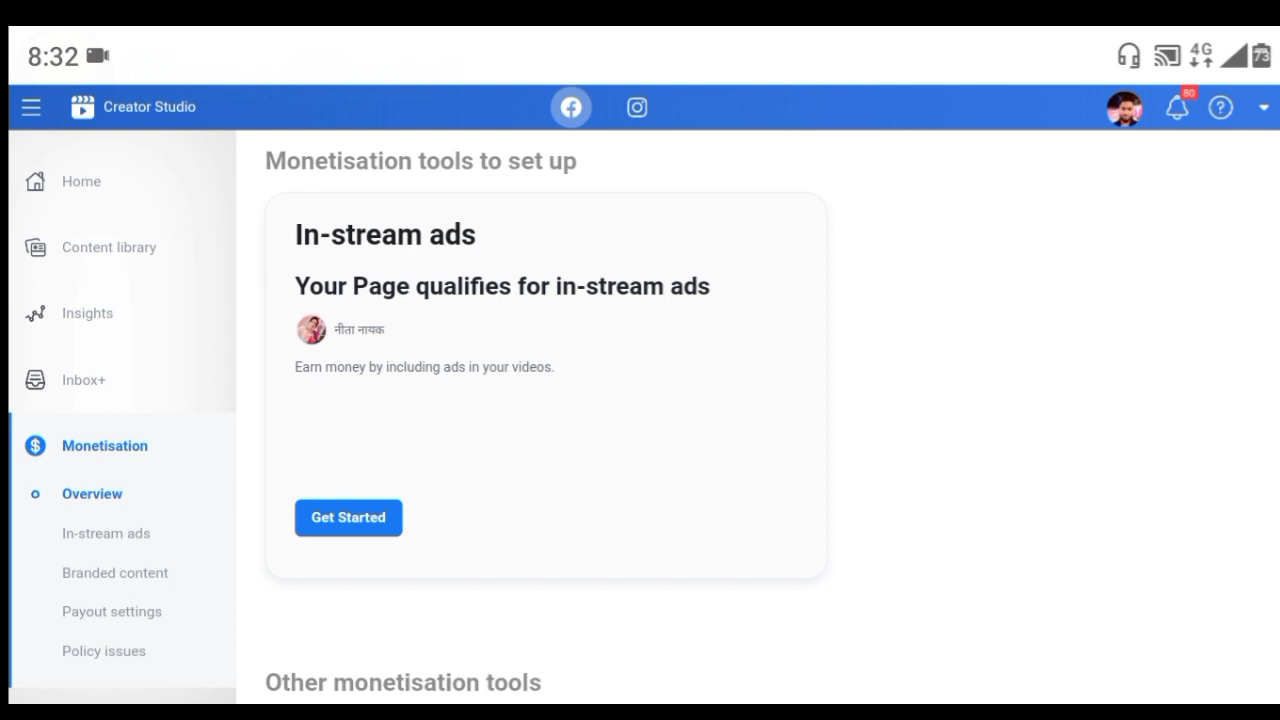 8:32
4G
73
Creator Studio
80
Home
Content library
Insights
Inbox+
Monetisation
Overview
In-stream ads
Branded content
Payout settings
Policy issues
Monetisation tools to set up
In-stream ads
Your Page qualifies for in-stream ads
नीता नायक
Earn money by including ads in your videos.
Get Started
Other monetisation tools